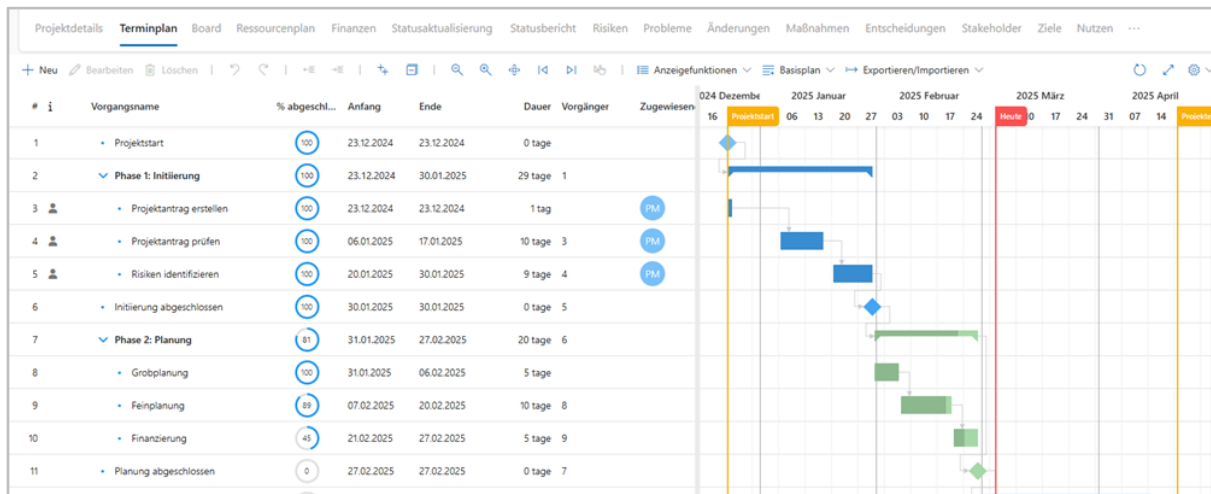 Projektdetails Terminplan Board Ressourcenplan Finanzen Statusaktualisierung Statusbericht Risiken Probleme Änderungen Maßnahmen Entscheidungen Stakeholder Ziele Nutzen ...
+ Neu Bearbeiten Löschen Anzeigefunktionen Basisplan Exportieren/Importieren
# i Vorgangsname % abgeschl... Anfang Ende Dauer Vorgänger Zugewiesen
024 Dezembe 2025 Januar 2025 Februar 2025 März 2025 April
16 Projektstart 06 13 20 27 03 10 17 24 Heute 0 17 24 31 07 14 Projekte
1 Projektstart 100 23.12.2024 23.12.2024 0 tage
2 Phase 1: Initiierung 100 23.12.2024 30.01.2025 29 tage 1
3 Projektantrag erstellen 100 23.12.2024 23.12.2024 1 tag PM
4 Projektantrag prüfen 100 06.01.2025 17.01.2025 10 tage 3 PM
5 Risiken identifizieren 100 20.01.2025 30.01.2025 9 tage 4 PM
6 Initiierung abgeschlossen 100 30.01.2025 30.01.2025 0 tage 5
7 Phase 2: Planung 81 31.01.2025 27.02.2025 20 tage 6
8 Grobplanung 100 31.01.2025 06.02.2025 5 tage
9 Feinplanung 89 07.02.2025 20.02.2025 10 tage 8
10 Finanzierung 45 21.02.2025 27.02.2025 5 tage 9
11 Planung abgeschlossen 0 27.02.2025 27.02.2025 0 tage 7